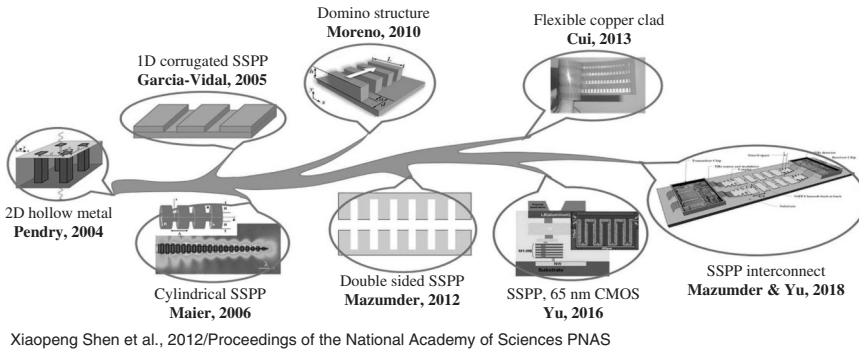 Domino structure
Moreno, 2010
Flexible copper clad
Cui, 2013
1D corrugated SSPP
Garcia-Vidal, 2005
2D hollow metal
Pendry, 2004
Cylindrical SSPP
Maier, 2006
Double sided SSPP
Mazumder, 2012
Substrate
SSPP, 65 nm CMOS
Yu, 2016
Substrate
SSPP interconnect
Mazumder & Yu, 2018
Xiaopeng Shen et al., 2012/Proceedings of the National Academy of Sciences PNAS